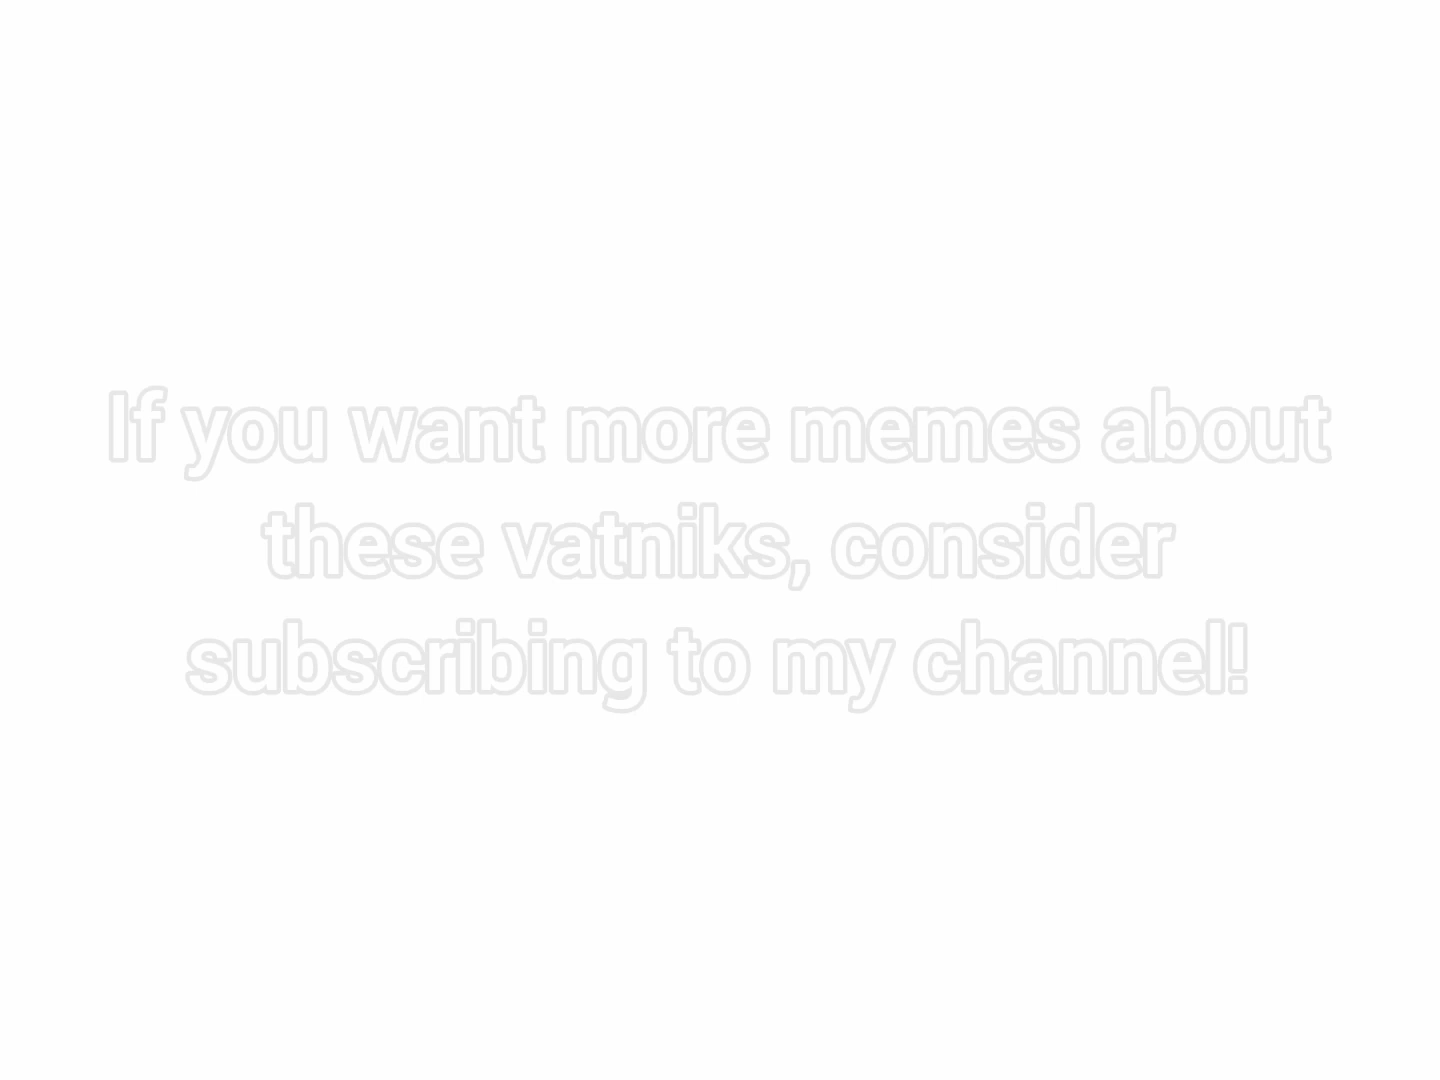 If you want more memes about
these vatniks, consider
subscribing to my channel!